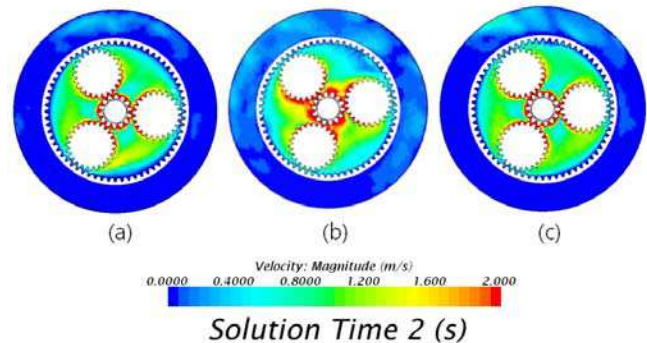 (a) (b) (c)
Velocity: Magnitude (m/s)
0.0000 0.4000 0.8000 1.200 1.600 2.000
Solution Time 2 (s)